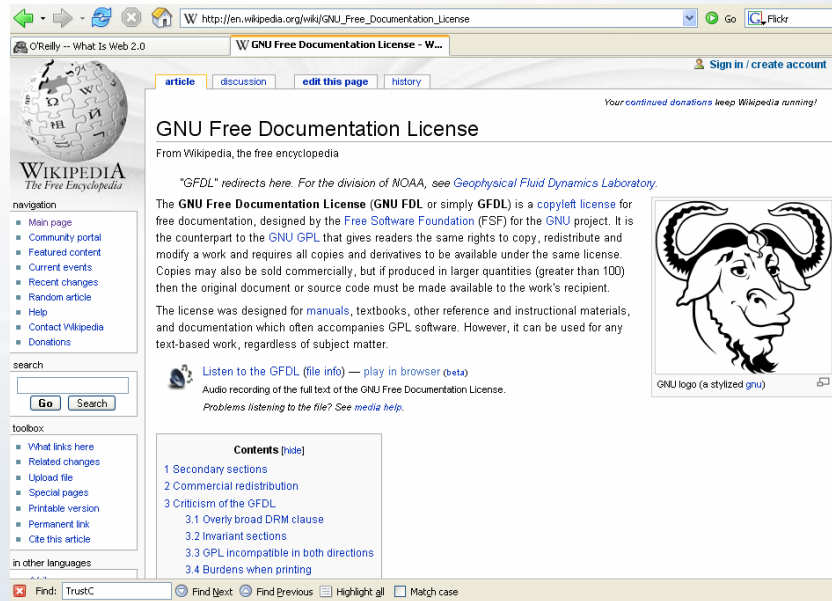 http://en.wikipedia.org/wiki/GNU_Free_Documentation_License
Go
Flickr
O'Reilly -- What Is Web 2.0
GNU Free Documentation License - W...
Sign in / create account
article
discussion
edit this page
history
Your continued donations keep Wikipedia running!
WIKIPEDIA
The Free Encyclopedia
navigation
Main page
Community portal
Featured content
Current events
Recent changes
Random article
Help
Contact Wikipedia
Donations
search
Go
Search
toolbox
What links here
Related changes
Upload file
Special pages
Printable version
Permanent link
Cite this article
in other languages
GNU Free Documentation License
From Wikipedia, the free encyclopedia
"GFDL" redirects here. For the division of NOAA, see Geophysical Fluid Dynamics Laboratory.
The GNU Free Documentation License (GNU FDL or simply GFDL) is a copyleft license for
free documentation, designed by the Free Software Foundation (FSF) for the GNU project. It is
the counterpart to the GNU GPL that gives readers the same rights to copy, redistribute and
modify a work and requires all copies and derivatives to be available under the same license.
Copies may also be sold commercially, but if produced in larger quantities (greater than 100)
then the original document or source code must be made available to the work's recipient.
The license was designed for manuals, textbooks, other reference and instructional materials,
and documentation which often accompanies GPL software. However, it can be used for any
text-based work, regardless of subject matter.
Listen to the GFDL (file info) — play in browser (beta)
Audio recording of the full text of the GNU Free Documentation License.
Problems listening to the file? See media help.
GNU logo (a stylized gnu)
Contents [hide]
1 Secondary sections
2 Commercial redistribution
3 Criticism of the GFDL
3.1 Overly broad DRM clause
3.2 Invariant sections
3.3 GPL incompatible in both directions
3.4 Burdens when printing
Find: TrustC
Find Next
Find Previous
Highlight all
Match case